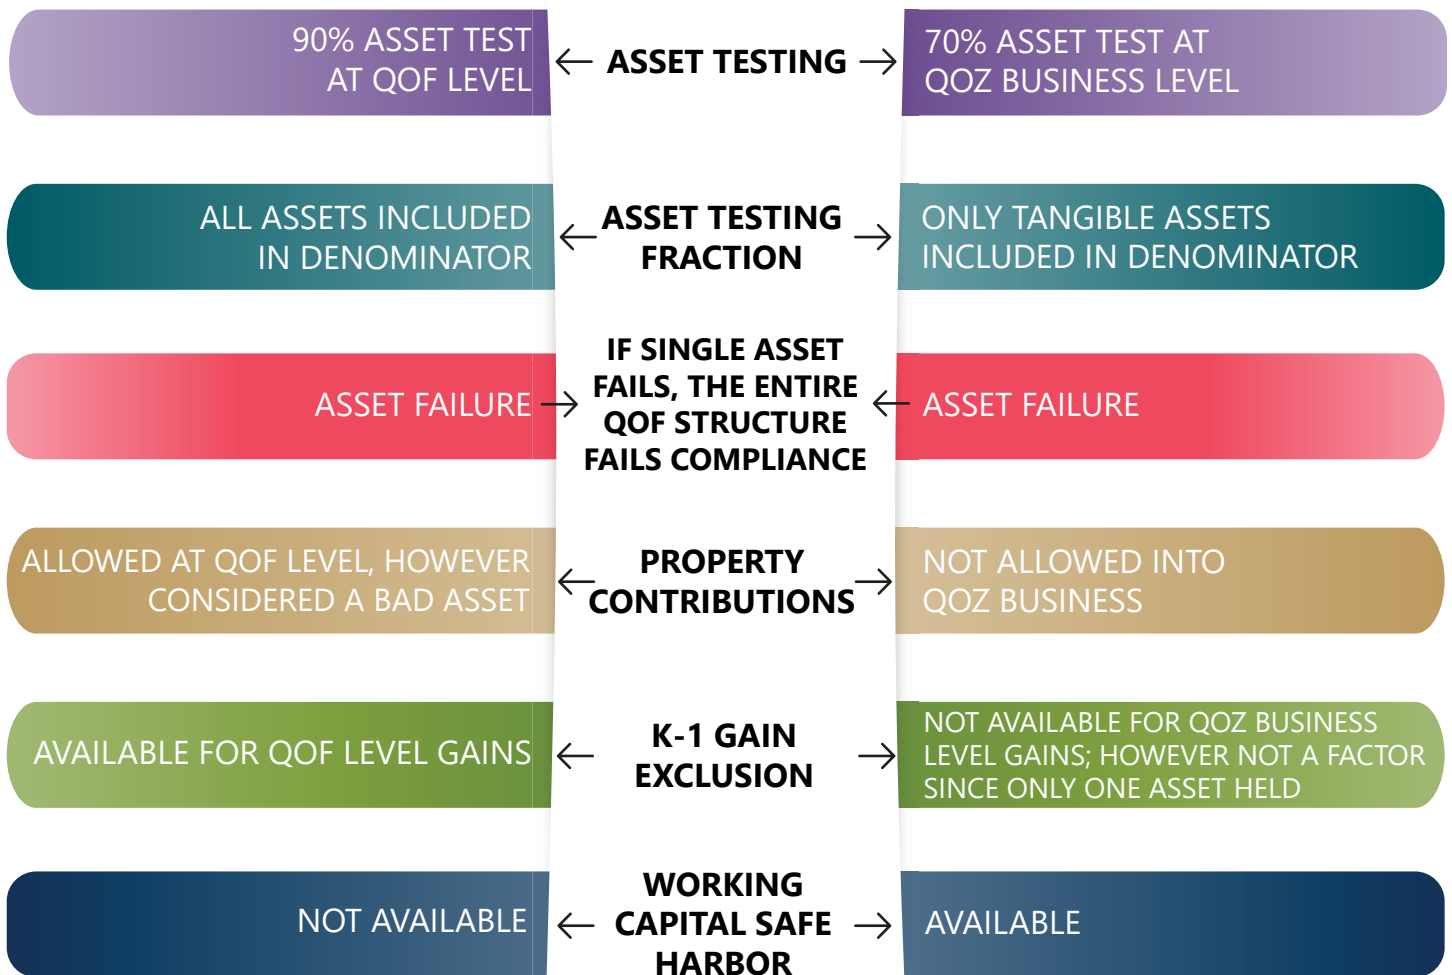 90% ASSET TEST
AT QOF LEVEL
ASSET TESTING
70% ASSET TEST AT
QOZ BUSINESS LEVEL
ALL ASSETS INCLUDED
IN DENOMINATOR
ASSET TESTING
FRACTION
ONLY TANGIBLE ASSETS
INCLUDED IN DENOMINATOR
ASSET FAILURE
IF SINGLE ASSET
FAILS, THE ENTIRE
QOF STRUCTURE
FAILS COMPLIANCE
ASSET FAILURE
ALLOWED AT QOF LEVEL, HOWEVER
CONSIDERED A BAD ASSET
PROPERTY
CONTRIBUTIONS
NOT ALLOWED INTO
QOZ BUSINESS
AVAILABLE FOR QOF LEVEL GAINS
K-1 GAIN
EXCLUSION
NOT AVAILABLE FOR QOZ BUSINESS
LEVEL GAINS; HOWEVER NOT A FACTOR
SINCE ONLY ONE ASSET HELD
NOT AVAILABLE
WORKING
CAPITAL SAFE
HARBOR
AVAILABLE